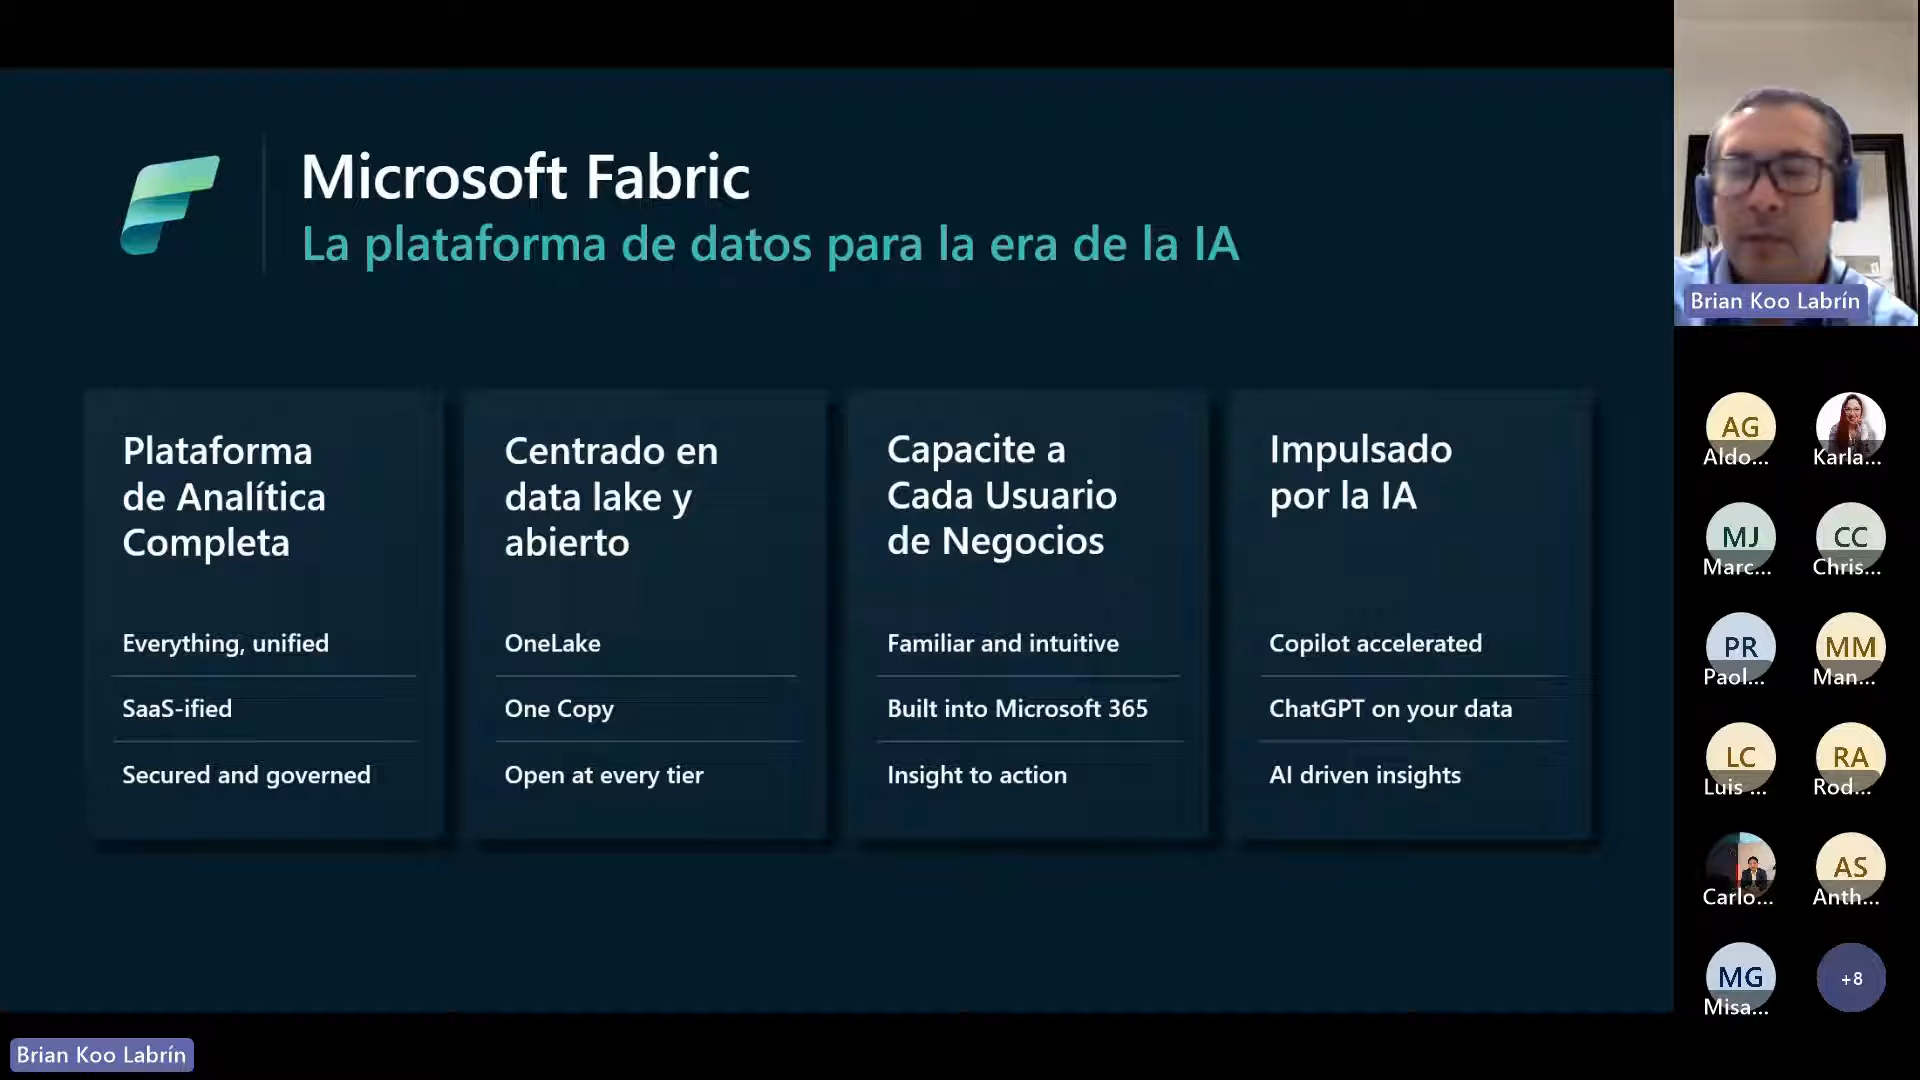 Microsoft Fabric
La plataforma de datos para la era de la IA
Plataforma
de Analítica
Completa
Everything, unified
SaaS-ified
Secured and governed
Centrado en
data lake y
abierto
OneLake
One Copy
Open at every tier
Capacite a
Cada Usuario
de Negocios
Familiar and intuitive
Built into Microsoft 365
Insight to action
Impulsado
por la IA
Copilot accelerated
ChatGPT on your data
AI driven insights
Brian Koo Labrín
AG
Aldo...
Karla...
MJ
Marc...
CC
Chris...
PR
Paol...
MM
Man...
LC
Luis ...
RA
Rod...
Carlo...
AS
Anth...
MG
Misa...
+8
Brian Koo Labrín